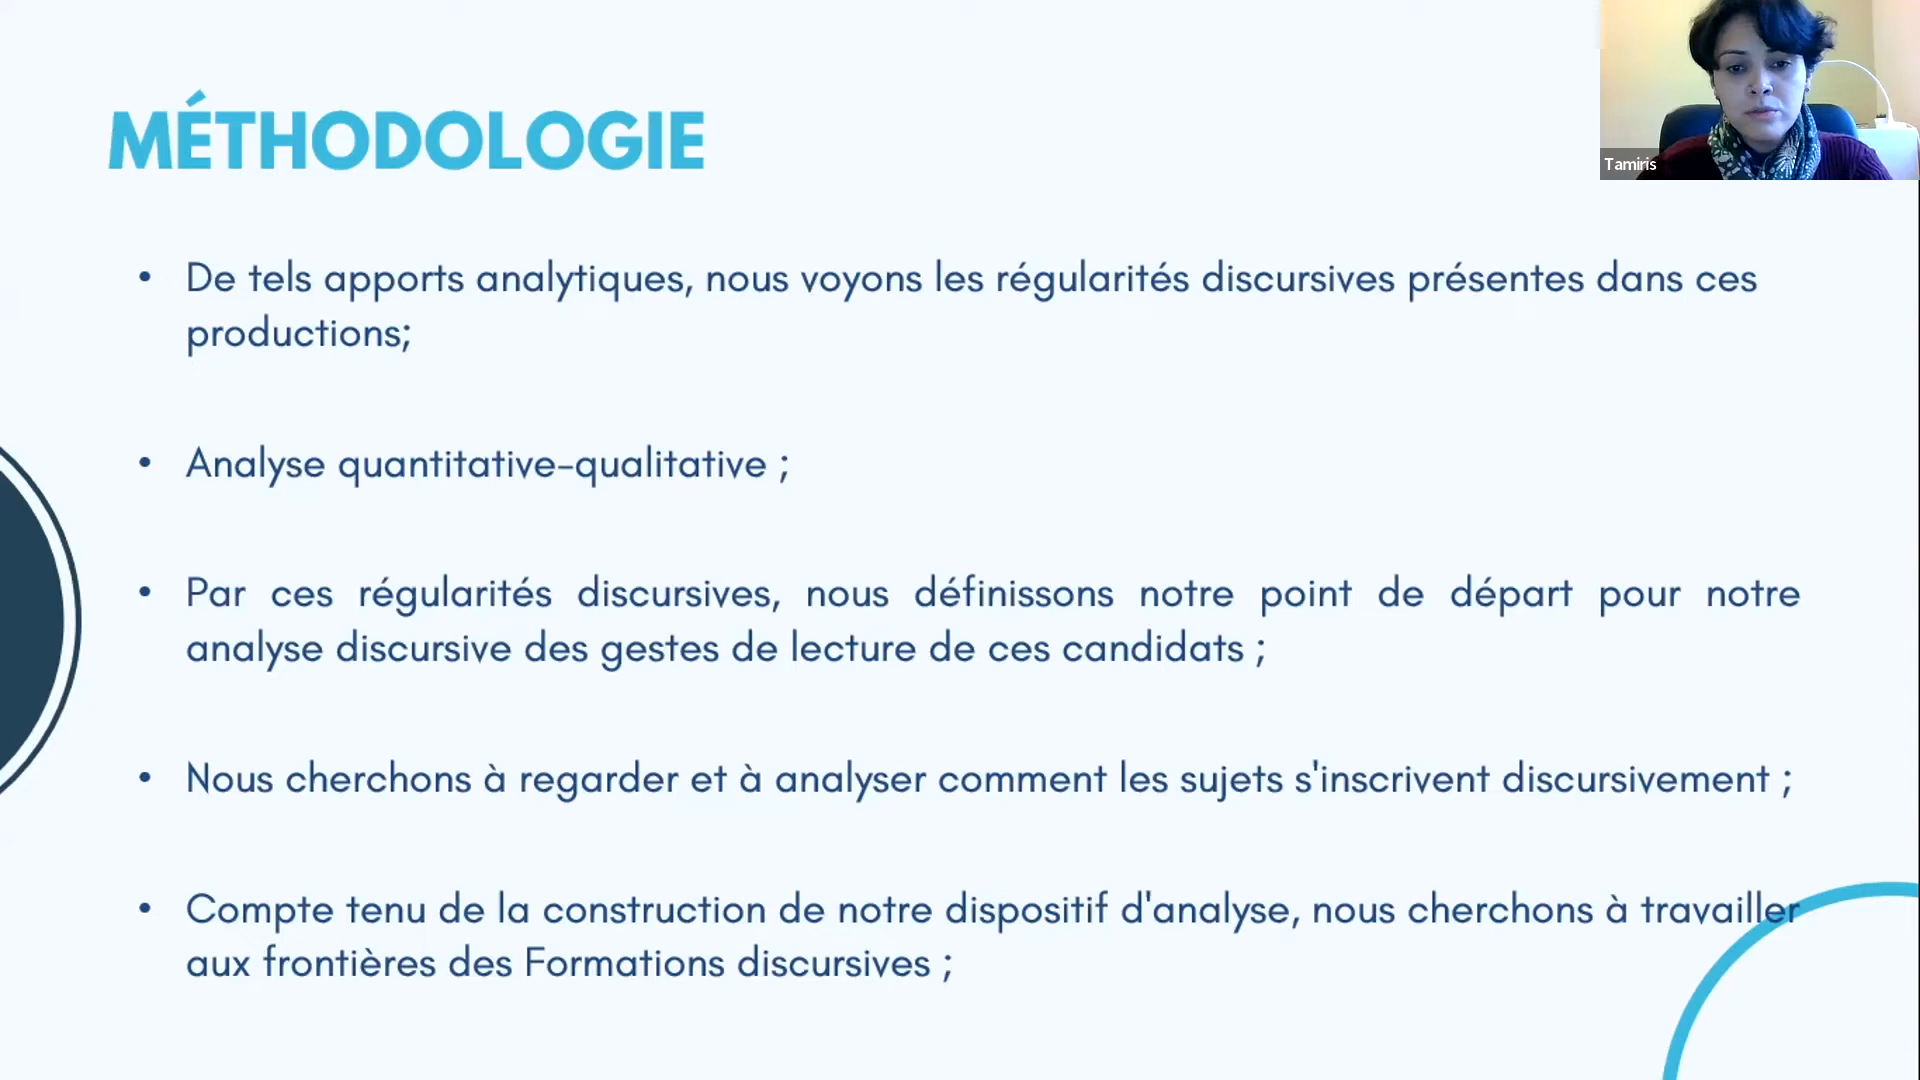 MÉTHODOLOGIE
Tamiris
• De tels apports analytiques, nous voyons les régularités discursives présentes dans ces
productions;
• Analyse quantitative-qualitative ;
• Par ces régularités discursives, nous définissons notre point de départ pour notre
analyse discursive des gestes de lecture de ces candidats ;
• Nous cherchons à regarder et à analyser comment les sujets s'inscrivent discursivement ;
• Compte tenu de la construction de notre dispositif d'analyse, nous cherchons à travailler
aux frontières des Formations discursives ;